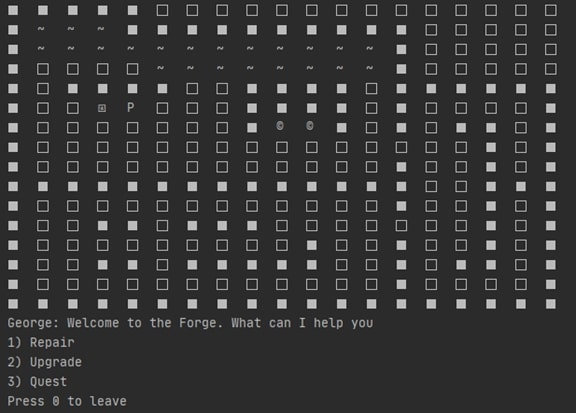 ■ ■ ■ ■ ■ □ □ □ □ □ □ □ □ □ □ □ □ □ □
■ ~ ~ ~ ■ ■ ■ ■ ■ ■ ■ ■ ■ ■ □ □ □ □ □
■ ~ ~ ~ ~ ~ ~ ~ ~ ~ ~ ~ ~ ■ □ □ □ □ □
■ □ □ □ □ ~ ~ ~ ~ ~ ~ ~ ~ ■ □ □ □ □ □
■ □ ■ ■ ■ ■ □ □ ■ ■ ■ ■ □ ■ ■ ■ ■ ■ ■
■ □ □ ⊡ P □ □ □ ■ ■ ■ ■ □ ■ □ □ □ □ ■
■ □ □ □ □ □ □ □ ■ © © ■ □ ■ □ ■ ■ □ ■
■ □ □ □ □ □ □ □ □ □ □ □ □ □ □ □ ■ □ ■
■ □ □ □ □ □ □ □ □ □ □ □ □ ■ □ □ ■ □ ■
■ ■ ■ ■ ■ ■ ■ ■ ■ ■ ■ ■ ■ ■ □ □ ■ ■ ■
■ □ □ □ □ □ □ □ □ □ □ □ □ ■ □ □ □ □ ■
■ □ □ ■ ■ □ ■ ■ ■ □ □ □ □ □ □ □ □ □ ■
■ □ □ □ □ □ □ □ □ □ ■ □ □ ■ □ □ ■ □ ■
■ □ □ ■ ■ □ ■ ■ ■ ■ ■ □ □ ■ □ ■ ■ □ ■
■ □ □ □ □ □ □ □ □ □ □ □ □ ■ □ □ ■ □ ■
■ ■ ■ ■ ■ ■ ■ ■ ■ ■ ■ ■ ■ ■ ■ ■ ■ ■ ■
George: Welcome to the Forge. What can I help you
1) Repair
2) Upgrade
3) Quest
Press 0 to leave